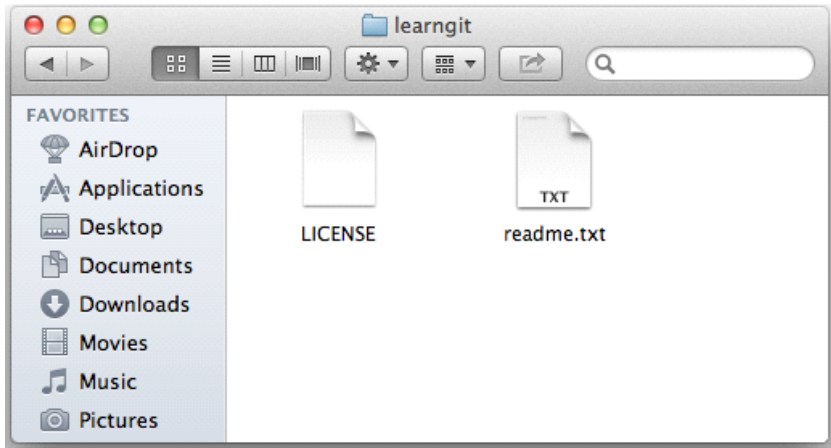 learngit
FAVORITES
AirDrop
Applications
Desktop
Documents
Downloads
Movies
Music
Pictures
TXT
LICENSE
readme.txt